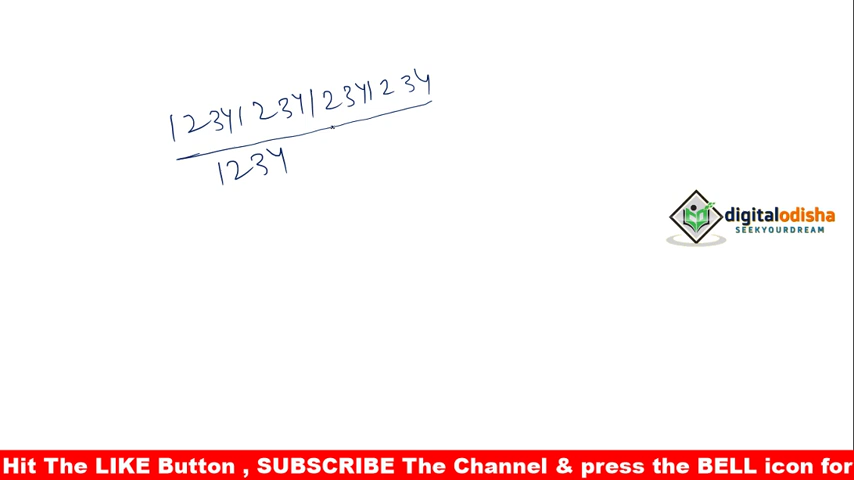 1234123412341234
1234
digitalodisha
SEEKYOURDREAM
Hit The LIKE Button , SUBSCRIBE The Channel & press the BELL icon for